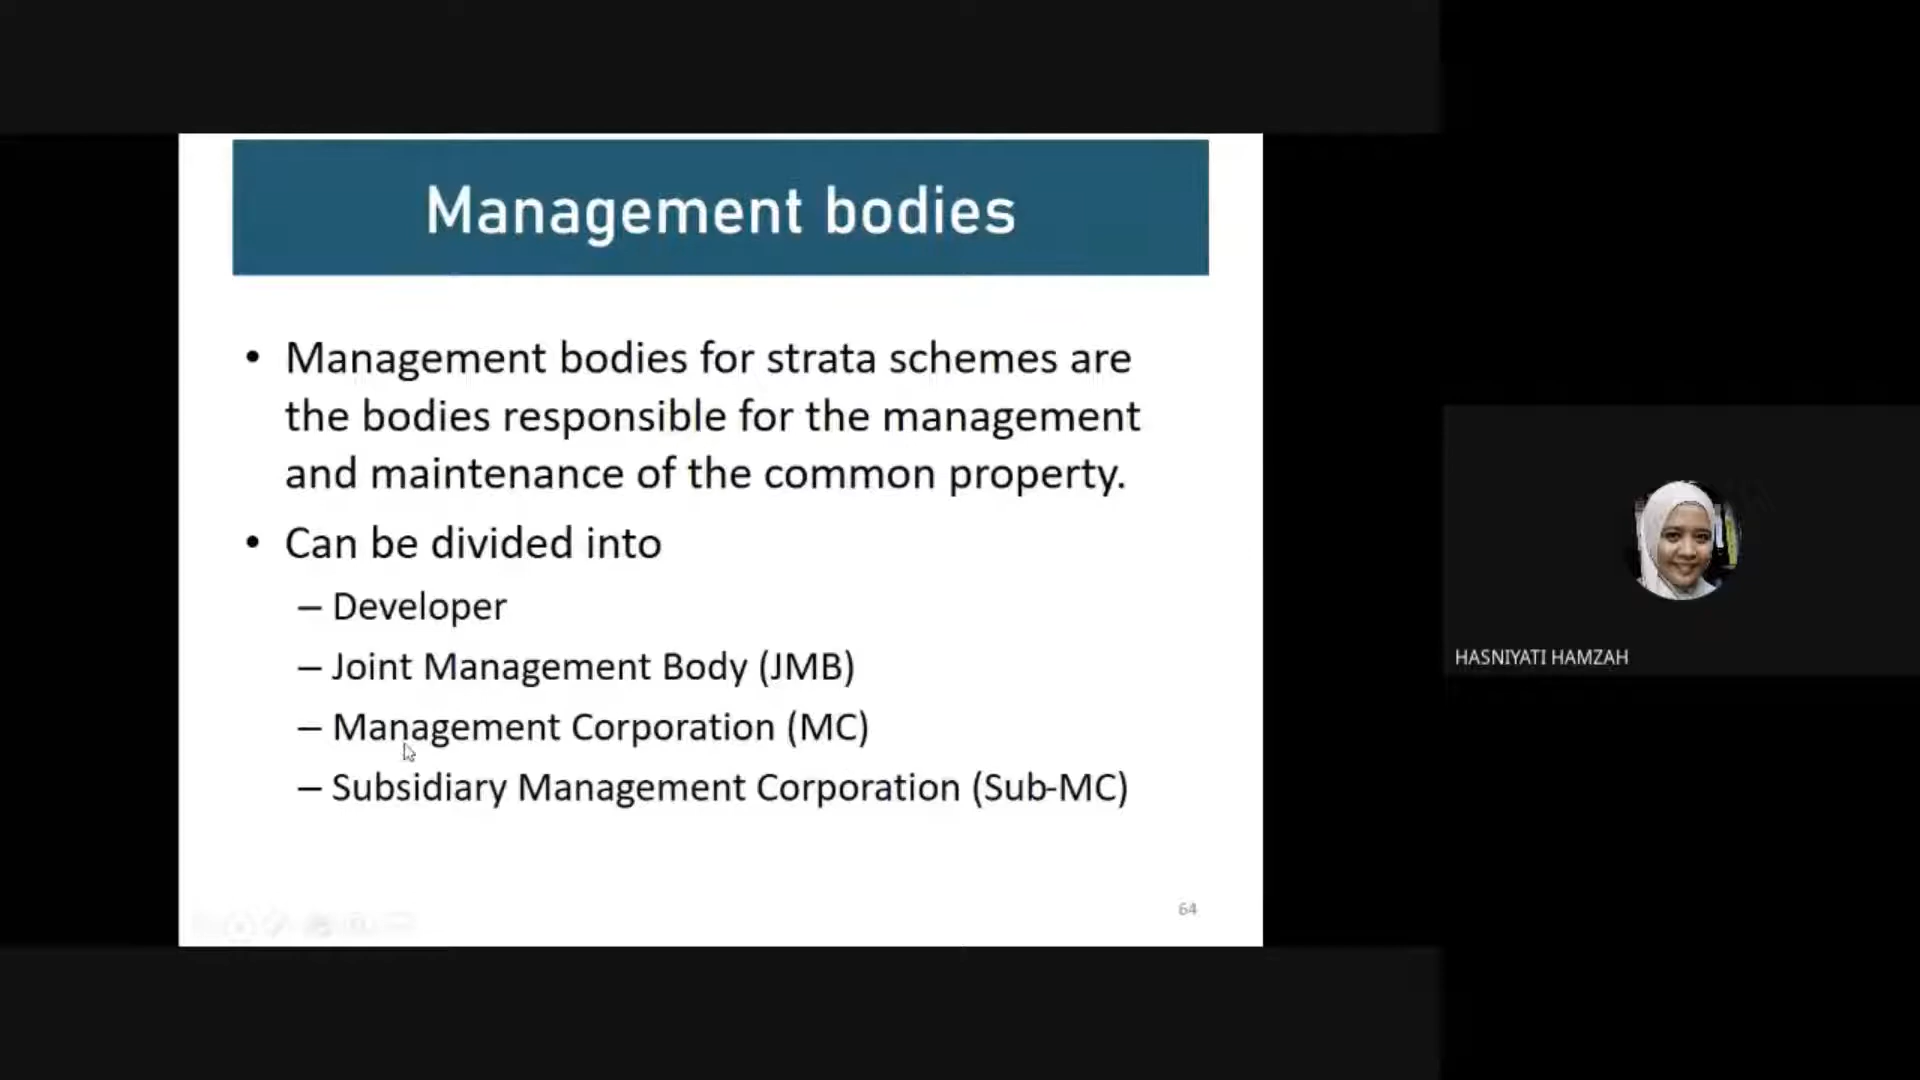 Management bodies
• Management bodies for strata schemes are
the bodies responsible for the management
and maintenance of the common property.
• Can be divided into
– Developer
– Joint Management Body (JMB)
– Management Corporation (MC)
– Subsidiary Management Corporation (Sub-MC)
64
HASNIYATI HAMZAH